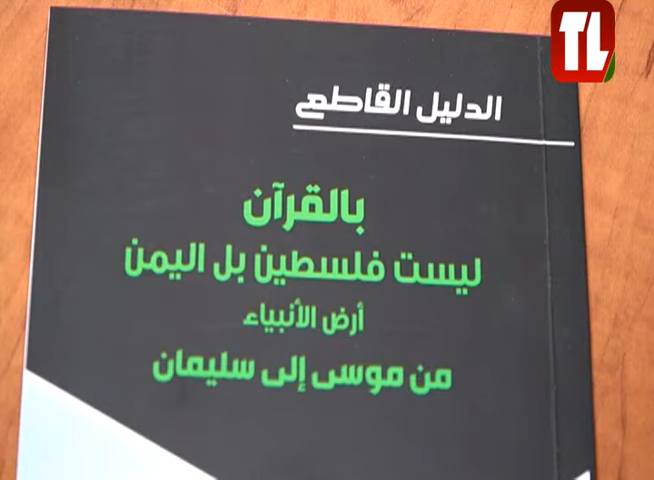 TL
الدليل القاطع
بالقرآن
ليست فلسطين بل اليمن
أرض الأنبياء
من موسى إلى سليمان